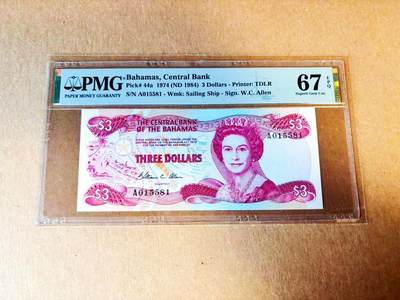 PMG
PAPER MONEY GUARANTY
Bahamas, Central Bank
Pick# 44a 1974 (ND 1984) 3 Dollars - Printer: TDLR
S/N A015581 - Wmk: Sailing Ship - Sign. W.C. Allen
67 EPQ
Superb Gem Unc
$3
THE CENTRAL BANK
OF THE BAHAMAS
$3
A015581
THREE DOLLARS
A015581
$3
$3